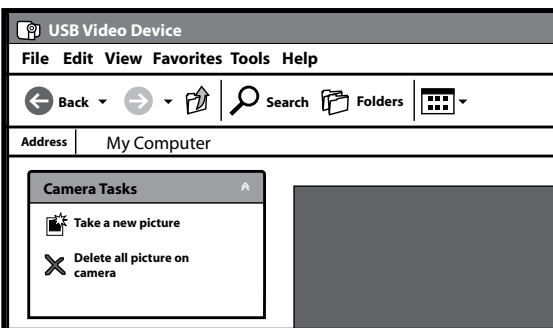 USB Video Device
File Edit View Favorites Tools Help
Back Search Folders
Address My Computer
Camera Tasks
Take a new picture
Delete all picture on
camera